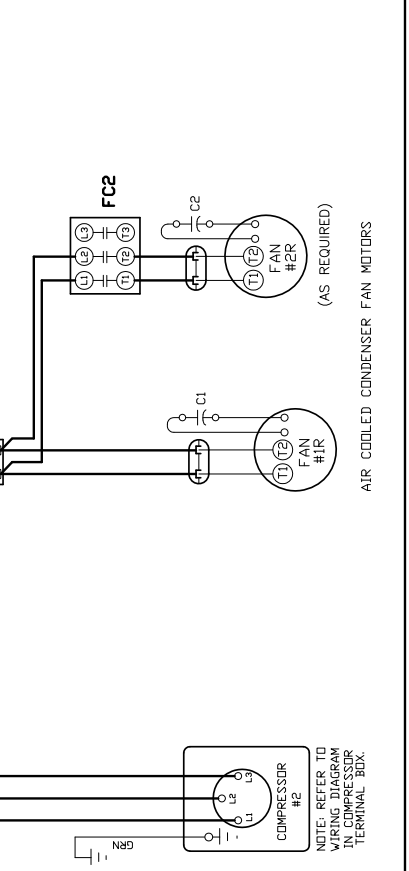 FC2
L3
T3
L2
T2
L1
T1
C2
T2
T1
FAN
#2R
(AS REQUIRED)
C1
T2
T1
FAN
#1R
AIR COOLED CONDENSER FAN MOTORS
L3
L2
L1
GRN
COMPRESSOR
#2
NOTE: REFER TO
WIRING DIAGRAM
IN COMPRESSOR
TERMINAL BOX.